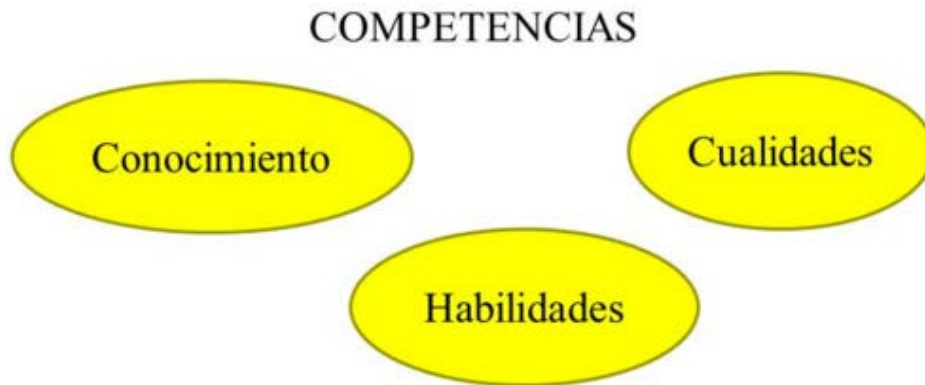 COMPETENCIAS
Conocimiento
Cualidades
Habilidades